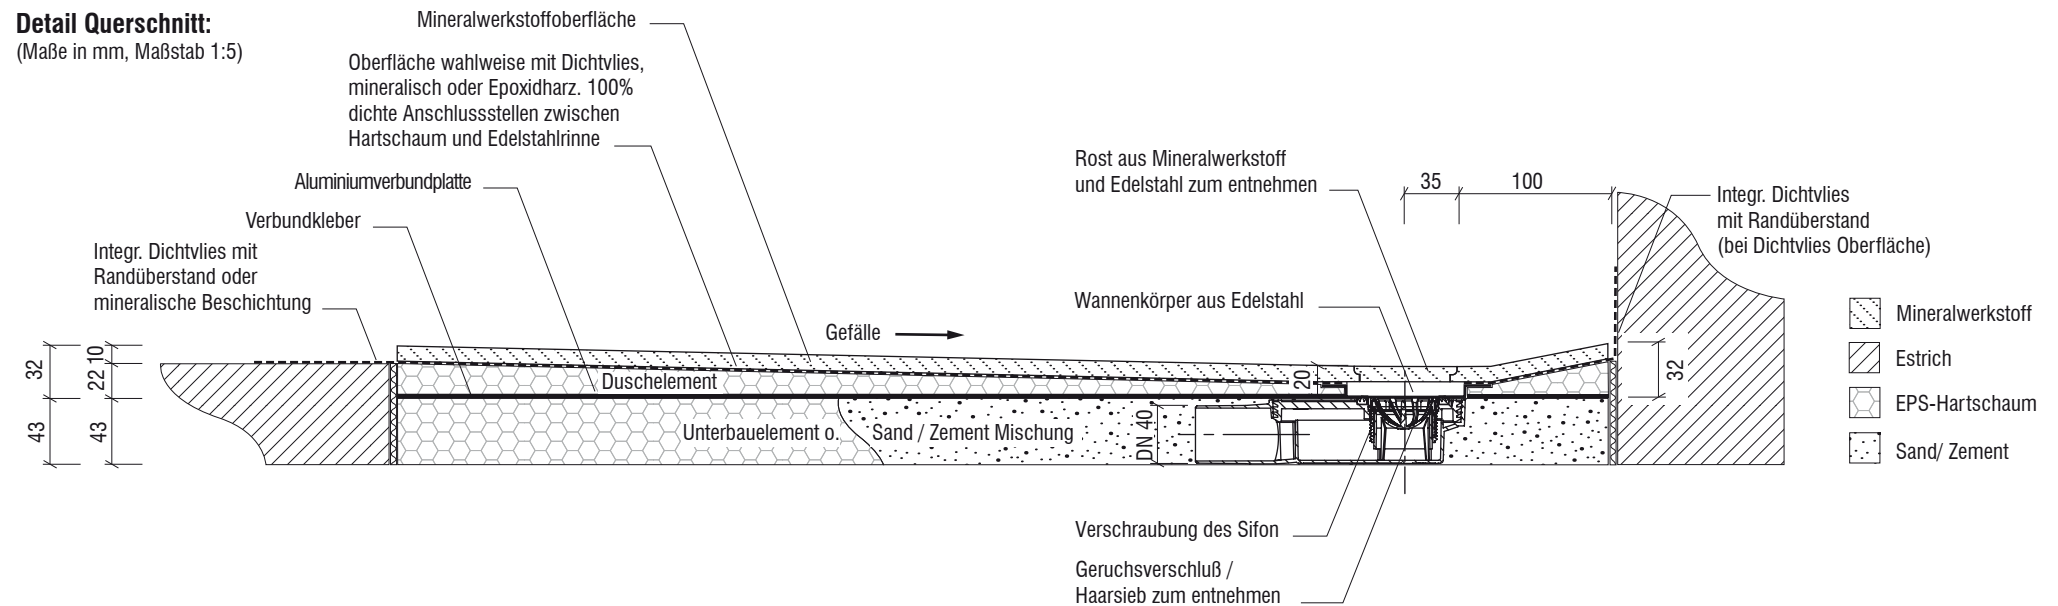 Detail Querschnitt:
(Maße in mm, Maßstab 1:5)
Mineralwerkstoffoberfläche
Oberfläche wahlweise mit Dichtvlies,
mineralisch oder Epoxidharz. 100%
dichte Anschlussstellen zwischen
Hartschaum und Edelstahlrinne
Aluminiumverbundplatte
Verbundkleber
Integr. Dichtvlies mit
Randüberstand oder
mineralische Beschichtung
Rost aus Mineralwerkstoff
und Edelstahl zum entnehmen
35
100
Integr. Dichtvlies
mit Randüberstand
(bei Dichtvlies Oberfläche)
Wannenkörper aus Edelstahl
Gefälle
32
10
22
43
43
Duschelement
20
32
Unterbauelement o.
Sand / Zement Mischung
DN 40
Mineralwerkstoff
Estrich
EPS-Hartschaum
Sand/ Zement
Verschraubung des Sifon
Geruchsverschluß /
Haarsieb zum entnehmen